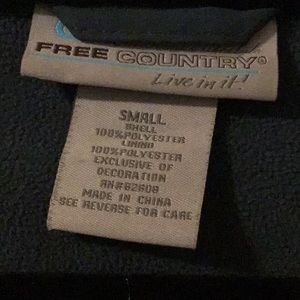 FREE COUNTRY®
Live in it!
SMALL
SHELL
100%POLYESTER
LINING
100%POLYESTER
EXCLUSIVE OF
DECORATION
RN#82608
MADE IN CHINA
SEE REVERSE FOR CARE